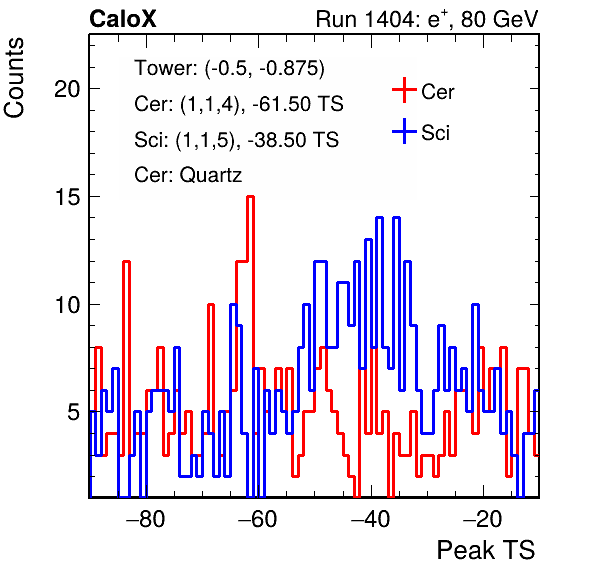 CaloX Run 1404: e⁺, 80 GeV
Counts
Tower: (-0.5, -0.875)
Cer: (1,1,4), -61.50 TS
Sci: (1,1,5), -38.50 TS
Cer: Quartz
Cer
Sci
20
15
10
5
−80 −60 −40 −20
Peak TS